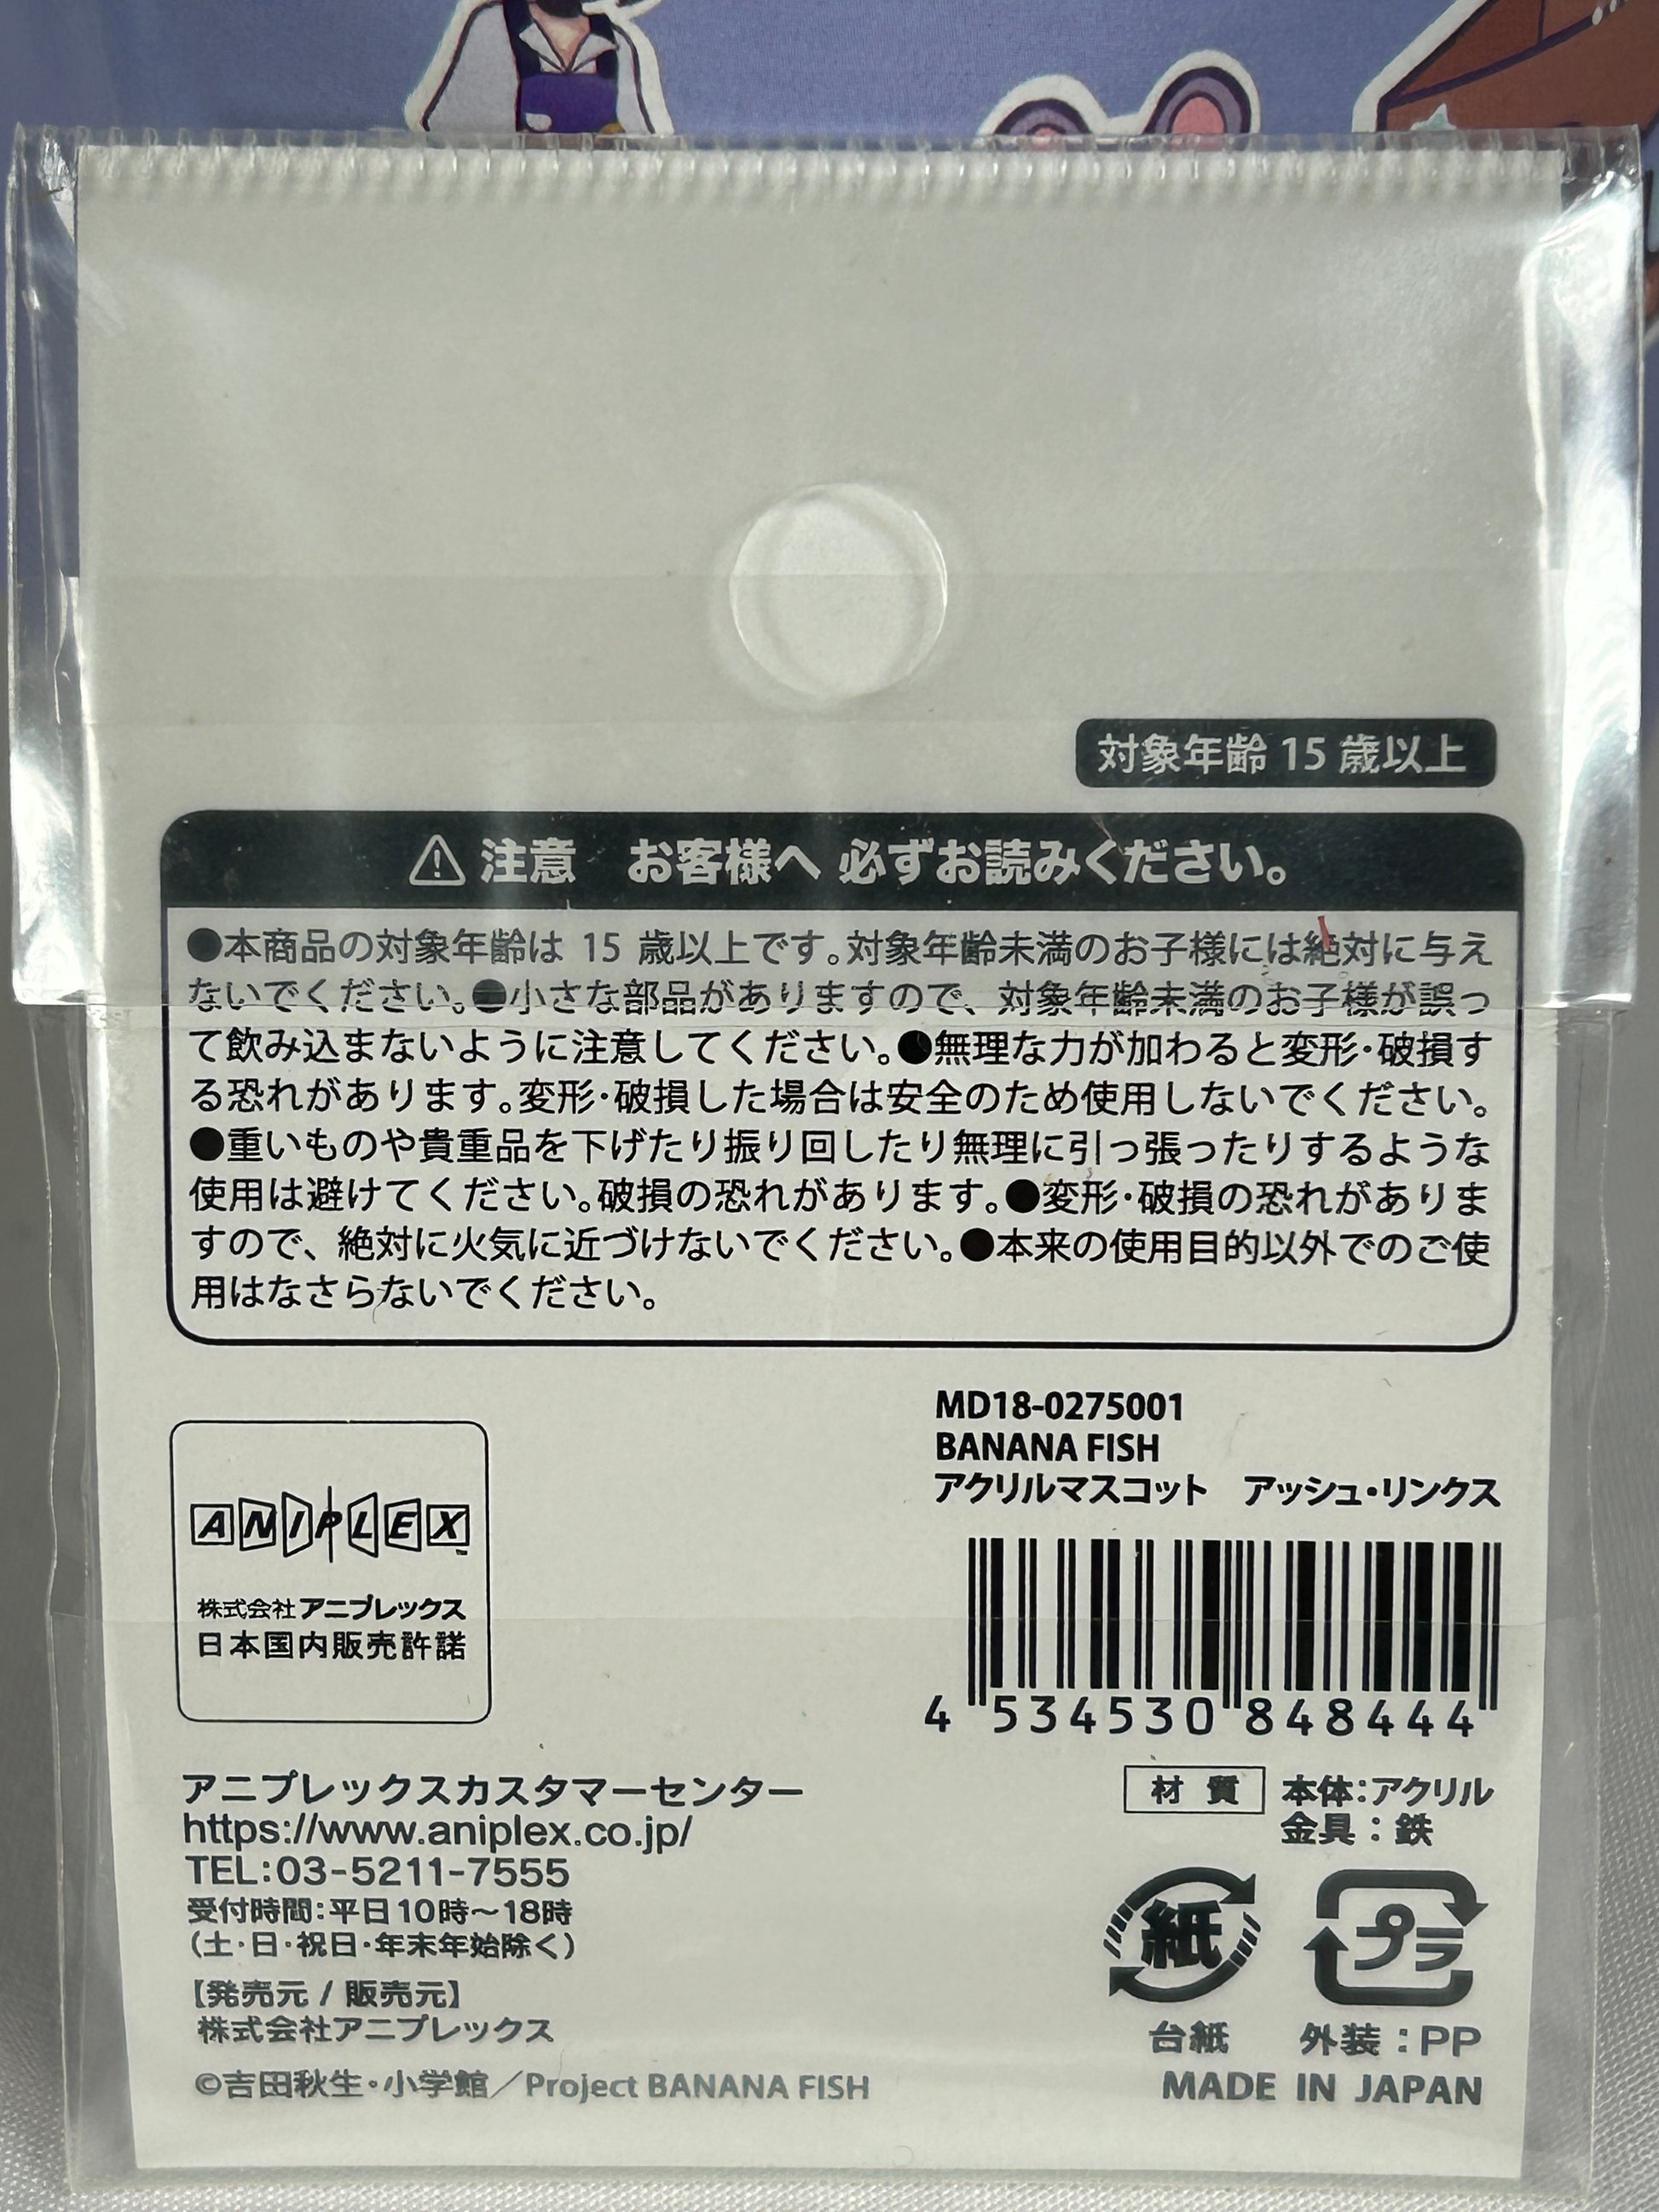 対象年齢 15 歳以上
注意　お客様へ 必ずお読みください。
●本商品の対象年齢は 15 歳以上です。対象年齢未満のお子様には絶対に与え
ないでください。●小さな部品がありますので、対象年齢未満のお子様が誤っ
て飲み込まないように注意してください。●無理な力が加わると変形･破損す
る恐れがあります。変形･破損した場合は安全のため使用しないでください。
●重いものや貴重品を下げたり振り回したり無理に引っ張ったりするような
使用は避けてください。破損の恐れがあります。●変形･破損の恐れがありま
すので、絶対に火気に近づけないでください。●本来の使用目的以外でのご使
用はなさらないでください。
MD18-0275001
BANANA FISH
アクリルマスコット　アッシュ・リンクス
ANIPLEX
株式会社アニプレックス
日本国内販売許諾
4 534530 848444
アニプレックスカスタマーセンター
https://www.aniplex.co.jp/
TEL:03-5211-7555
受付時間：平日10時〜18時
（土･日･祝日･年末年始除く）
【発売元 / 販売元】
株式会社アニプレックス
©吉田秋生・小学館／Project BANANA FISH
材 質 本体：アクリル
金具：鉄
紙 プラ
台紙 外装：PP
MADE IN JAPAN